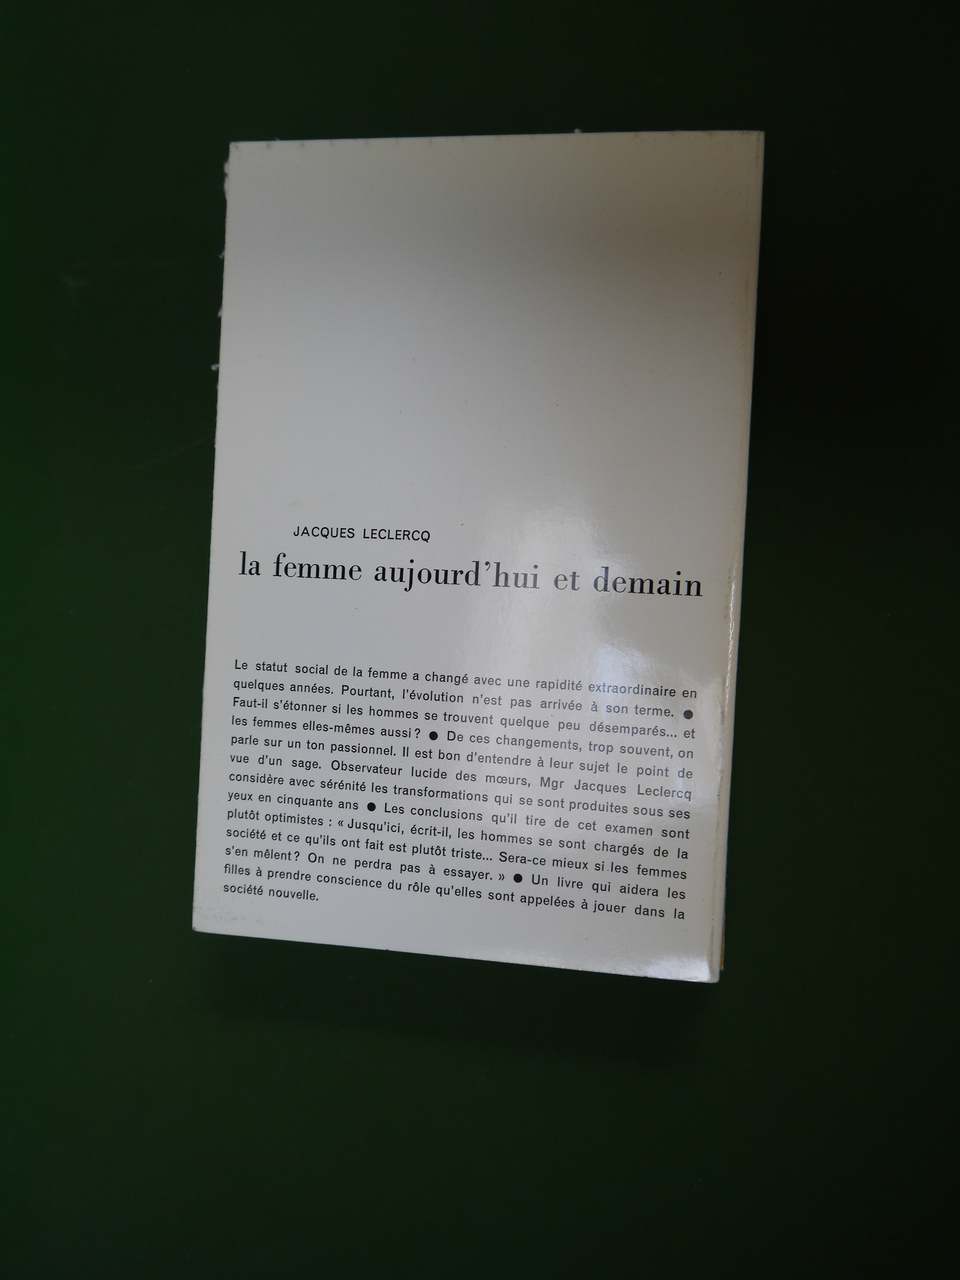 JACQUES LECLERCQ
la femme aujourd'hui et demain
Le statut social de la femme a changé avec une rapidité extraordinaire en
quelques années. Pourtant, l'évolution n'est pas arrivée à son terme. ●
Faut-il s'étonner si les hommes se trouvent quelque peu désemparés... et
les femmes elles-mêmes aussi ? ● De ces changements, trop souvent, on
parle sur un ton passionnel. Il est bon d'entendre à leur sujet le point de
vue d'un sage. Observateur lucide des mœurs, Mgr Jacques Leclercq
considère avec sérénité les transformations qui se sont produites sous ses
yeux en cinquante ans ● Les conclusions qu'il tire de cet examen sont
plutôt optimistes : « Jusqu'ici, écrit-il, les hommes se sont chargés de la
société et ce qu'ils ont fait est plutôt triste... Sera-ce mieux si les femmes
s'en mêlent ? On ne perdra pas à essayer. » ● Un livre qui aidera les
filles à prendre conscience du rôle qu'elles sont appelées à jouer dans la
société nouvelle.